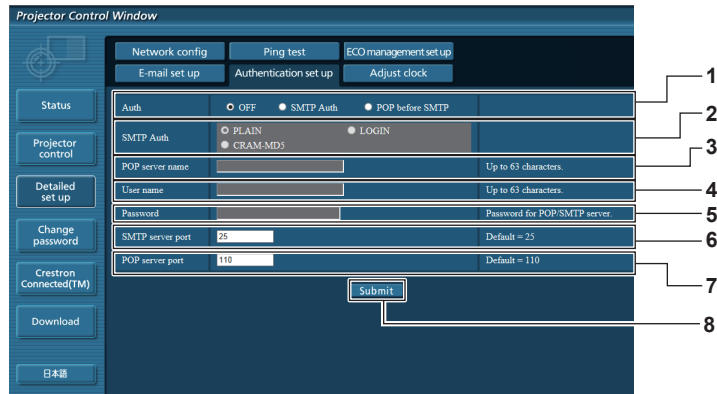 Projector Control Window
Network config
Ping test
ECO management set up
E-mail set up
Authentication set up
Adjust clock
Status
Projector
control
Detailed
set up
Change
password
Crestron
Connected(TM)
Download
日本語
Auth
OFF
SMTP Auth
POP before SMTP
1
SMTP Auth
PLAIN
LOGIN
CRAM-MD5
2
POP server name
Up to 63 characters.
3
User name
Up to 63 characters.
4
Password
Password for POP/SMTP server.
5
SMTP server port
25
Default = 25
6
POP server port
110
Default = 110
7
Submit
8